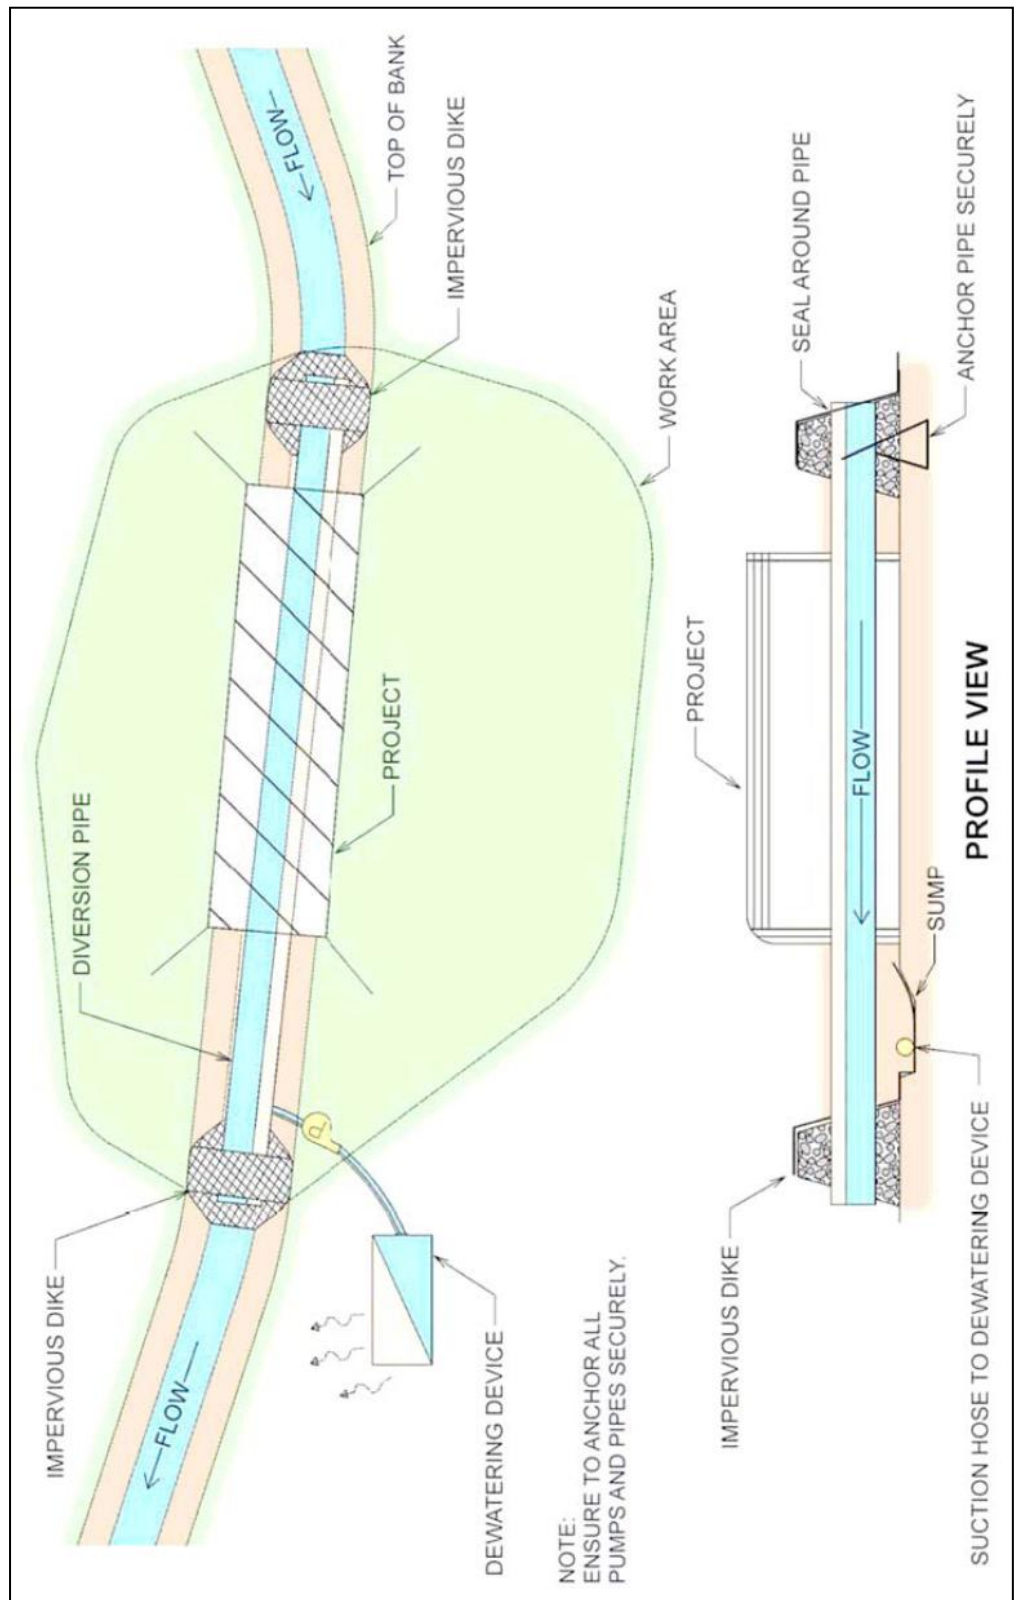 FLOW
TOP OF BANK
IMPERVIOUS DIKE
WORK AREA
DIVERSION PIPE
PROJECT
IMPERVIOUS DIKE
FLOW
P
DEWATERING DEVICE
NOTE:
ENSURE TO ANCHOR ALL
PUMPS AND PIPES SECURELY.
SEAL AROUND PIPE
ANCHOR PIPE SECURELY
PROJECT
FLOW
SUMP
IMPERVIOUS DIKE
SUCTION HOSE TO DEWATERING DEVICE
PROFILE VIEW